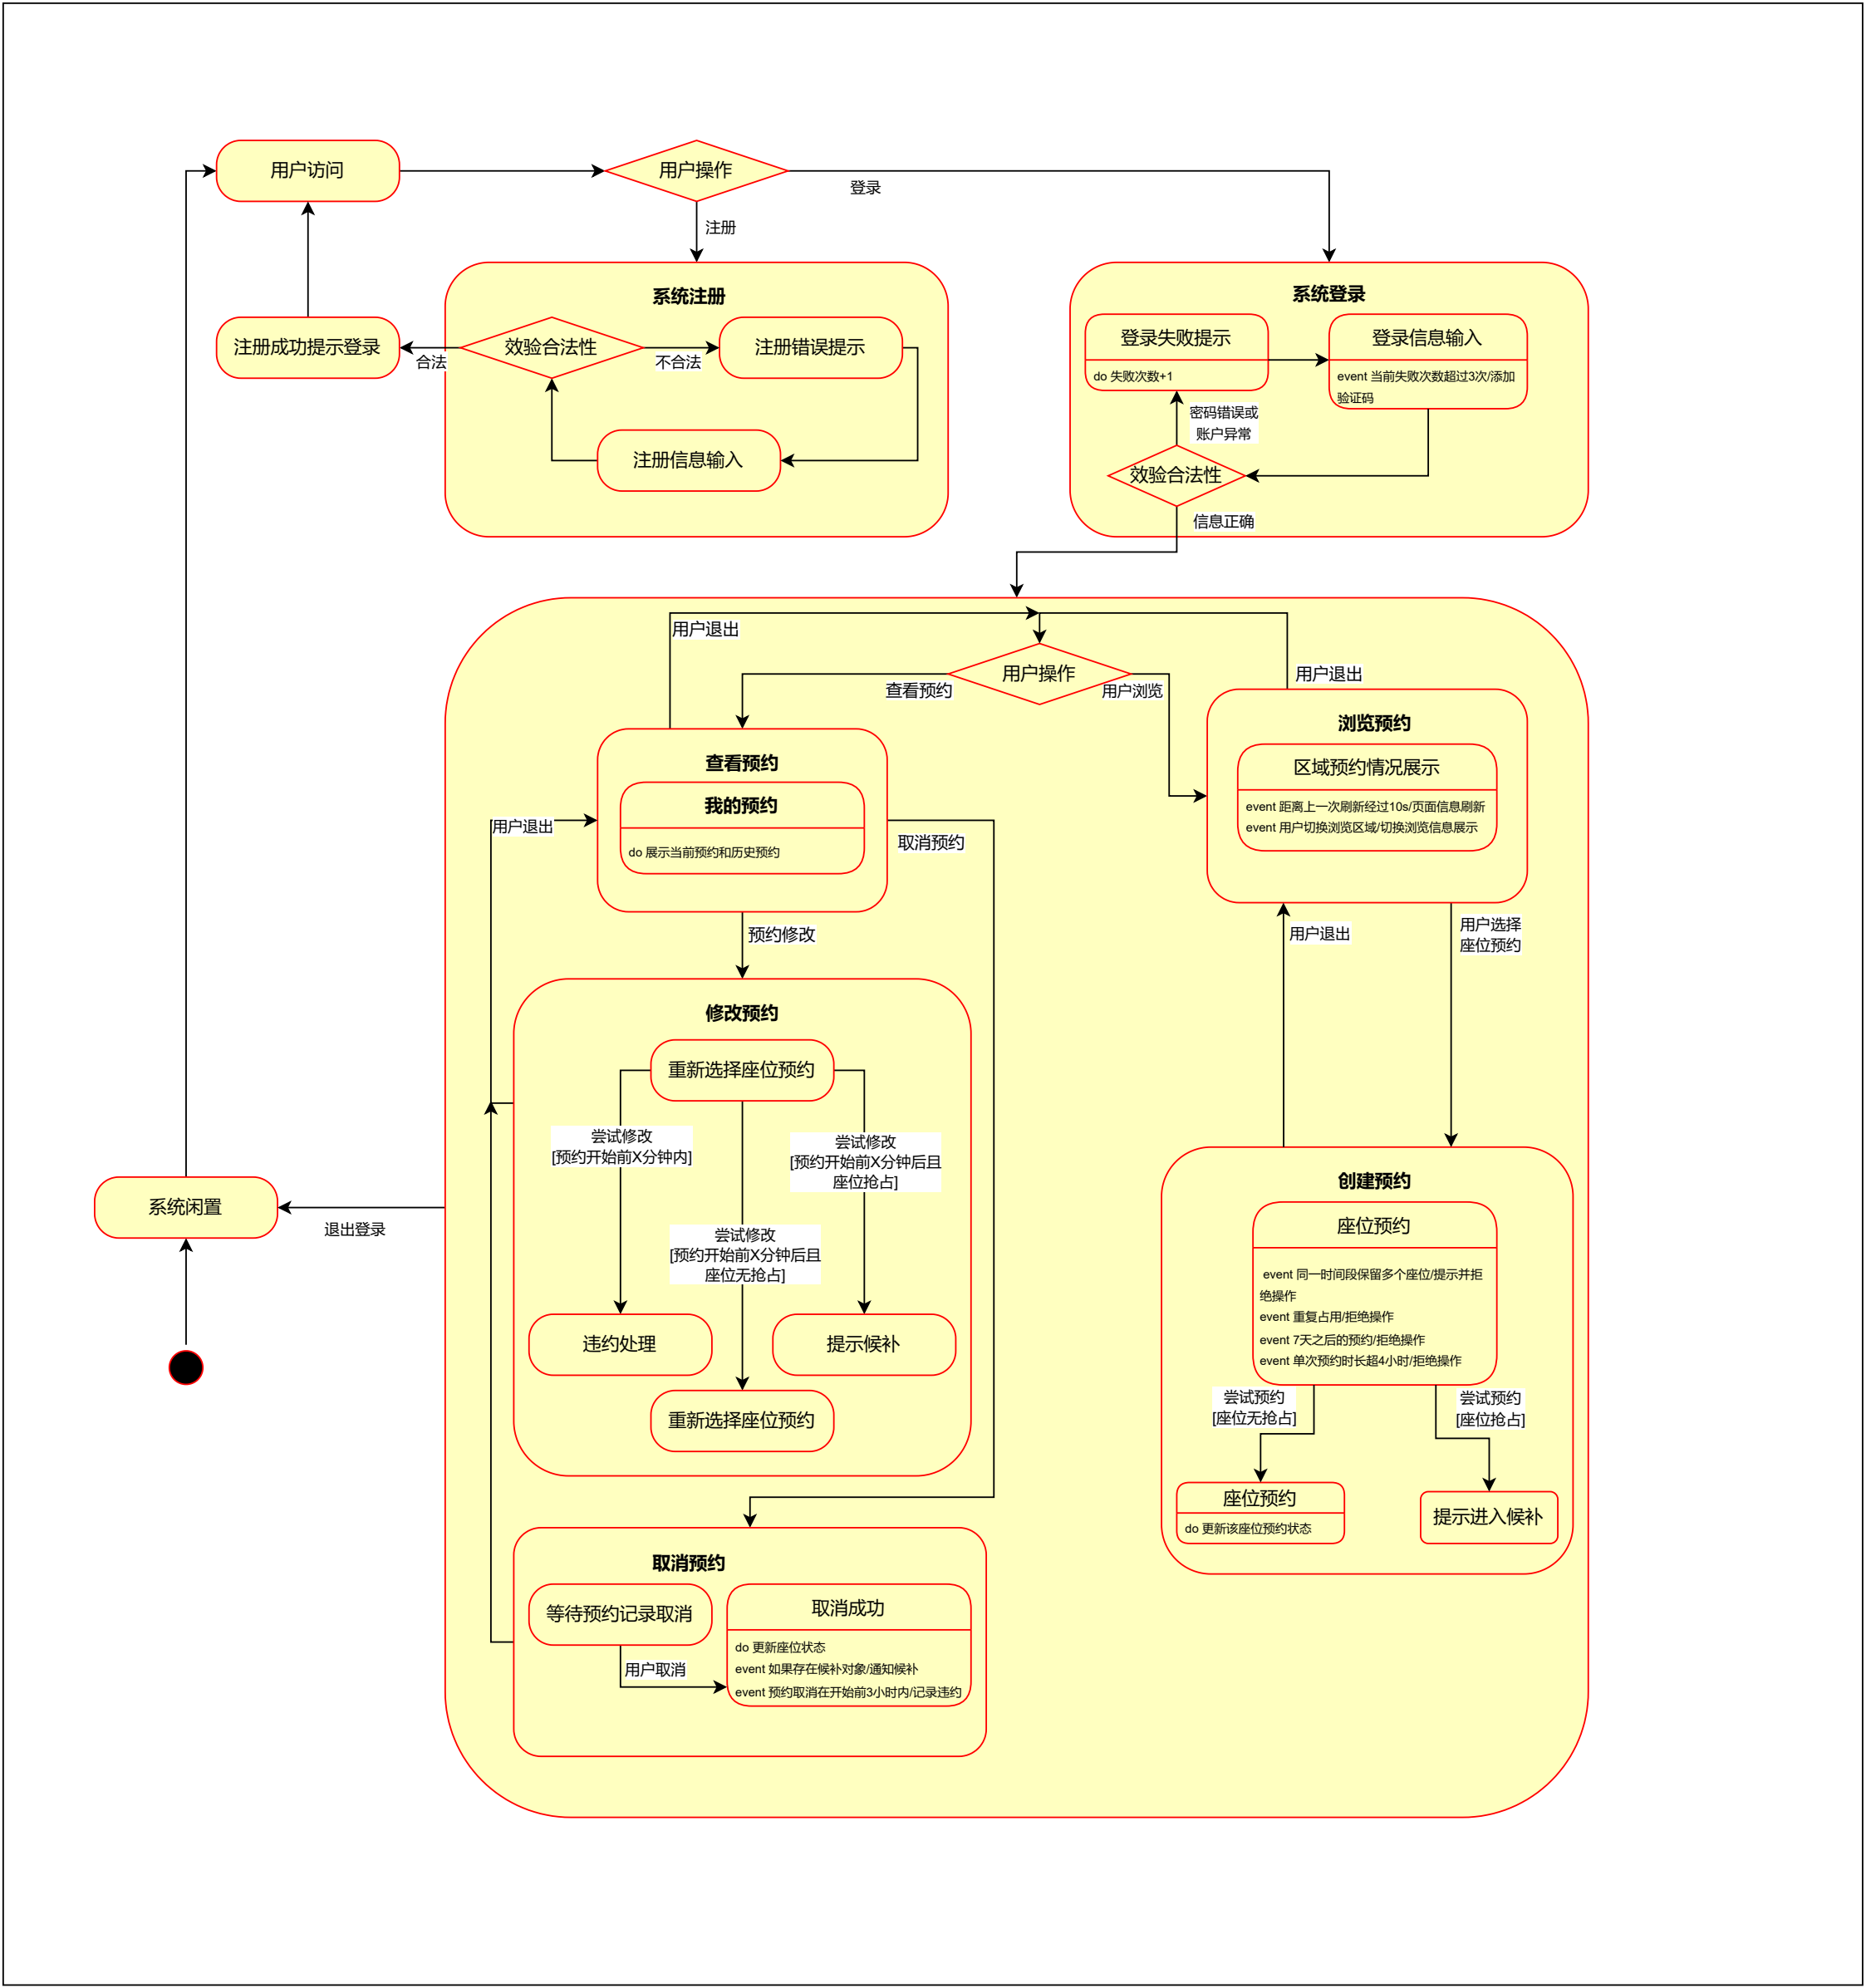 用户访问
用户操作
登录
注册
系统注册
注册成功提示登录
合法
效验合法性
不合法
注册错误提示
注册信息输入
系统登录
登录失败提示
do 失败次数+1
登录信息输入
event 当前失败次数超过3次/添加
验证码
密码错误或
账户异常
效验合法性
信息正确
用户退出
用户操作
查看预约
用户浏览
用户退出
查看预约
我的预约
do 展示当前预约和历史预约
用户退出
取消预约
预约修改
浏览预约
区域预约情况展示
event 距离上一次刷新经过10s/页面信息刷新
event 用户切换浏览区域/切换浏览信息展示
用户退出
用户选择
座位预约
修改预约
重新选择座位预约
尝试修改
[预约开始前X分钟内]
尝试修改
[预约开始前X分钟后且
座位抢占]
尝试修改
[预约开始前X分钟后且
座位无抢占]
违约处理
提示候补
重新选择座位预约
系统闲置
退出登录
创建预约
座位预约
event 同一时间段保留多个座位/提示并拒
绝操作
event 重复占用/拒绝操作
event 7天之后的预约/拒绝操作
event 单次预约时长超4小时/拒绝操作
尝试预约
[座位无抢占]
尝试预约
[座位抢占]
座位预约
do 更新该座位预约状态
提示进入候补
取消预约
等待预约记录取消
用户取消
取消成功
do 更新座位状态
event 如果存在候补对象/通知候补
event 预约取消在开始前3小时内/记录违约